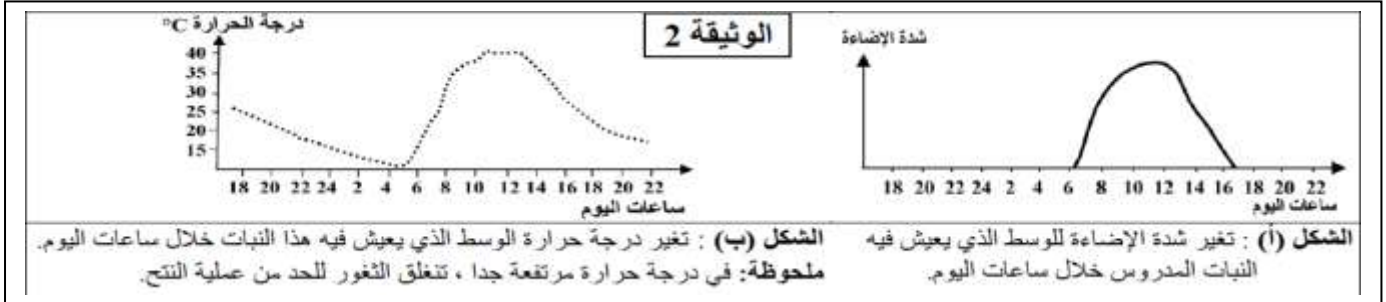 الوثيقة 2
شدة الإضاءة
18 20 22 24 2 4 6 8 10 12 14 16 18 20 22
ساعات اليوم
الشكل (أ) : تغير شدة الإضاءة للوسط الذي يعيش فيه
النبات المدروس خلال ساعات اليوم.
درجة الحرارة C°
40
35
30
25
20
15
18 20 22 24 2 4 6 8 10 12 14 16 18 20 22
ساعات اليوم
الشكل (ب) : تغير درجة حرارة الوسط الذي يعيش فيه هذا النبات خلال ساعات اليوم.
ملحوظة: في درجة حرارة مرتفعة جدا ، تنغلق الثغور للحد من عملية النتح.